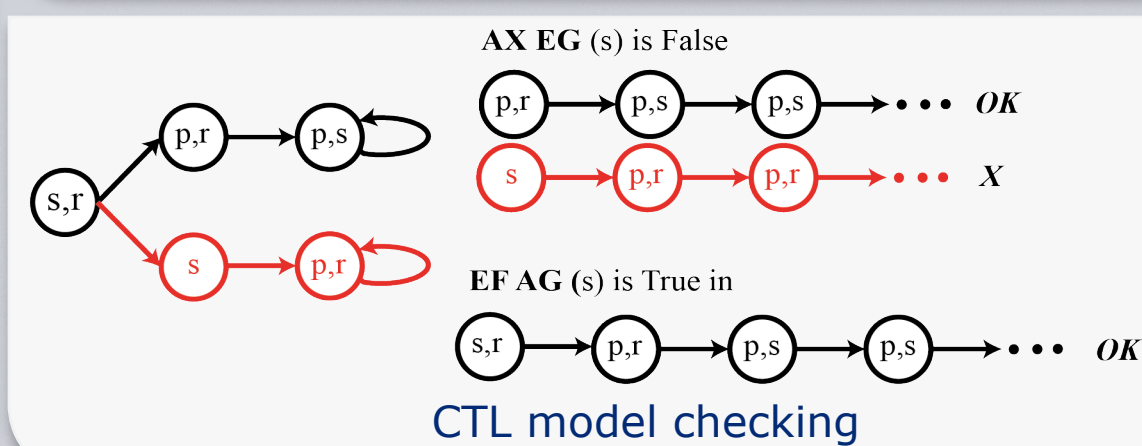 AX EG (s) is False
p,r p,s p,s OK
p,r p,s
s,r
s p,r p,r X
s p,r
EF AG (s) is True in
s,r p,r p,s p,s OK
CTL model checking